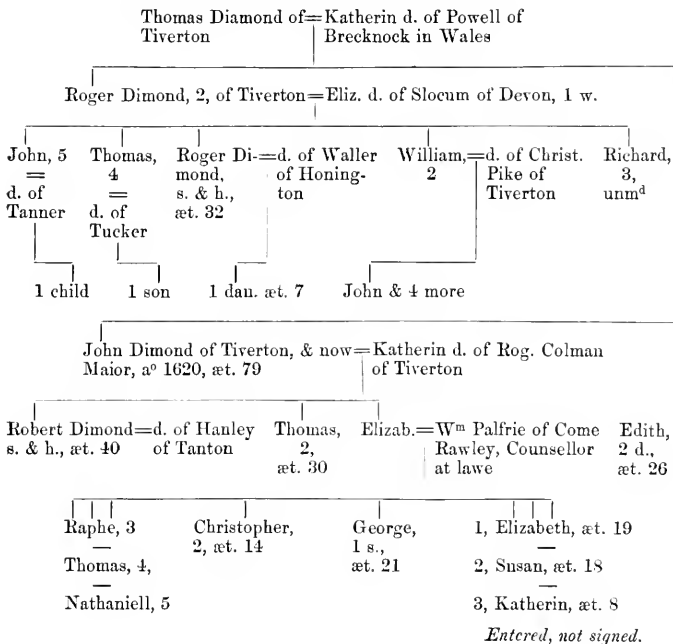 Thomas Diamond of=Katherin d. of Powell of
Tiverton Brecknock in Wales
Roger Dimond, 2, of Tiverton=Eliz. d. of Slocum of Devon, 1 w.
John, 5 Thomas, Roger Di-=d. of Waller William,=d. of Christ. Richard,
= 4 mond, of Honing- 2 Pike of 3,
d. of = s. & h., ton Tiverton unmᵈ
Tanner d. of æt. 32
Tucker
1 child 1 son 1 dau. æt. 7 John & 4 more
John Dimond of Tiverton, & now=Katherin d. of Rog. Colman
Maior, aº 1620, æt. 79 of Tiverton
Robert Dimond=d. of Hanley Thomas, Elizab.=Wᵐ Palfrie of Come Edith,
s. & h., æt. 40 of Tanton 2, Rawley, Counsellor 2 d.,
æt. 30 at lawe æt. 26
Raphe, 3 Christopher, George, 1, Elizabeth, æt. 19
— 2, æt. 14 1 s., —
Thomas, 4, æt. 21 2, Susan, æt. 18
— —
Nathaniell, 5 3, Katherin, æt. 8
Entered, not signed.